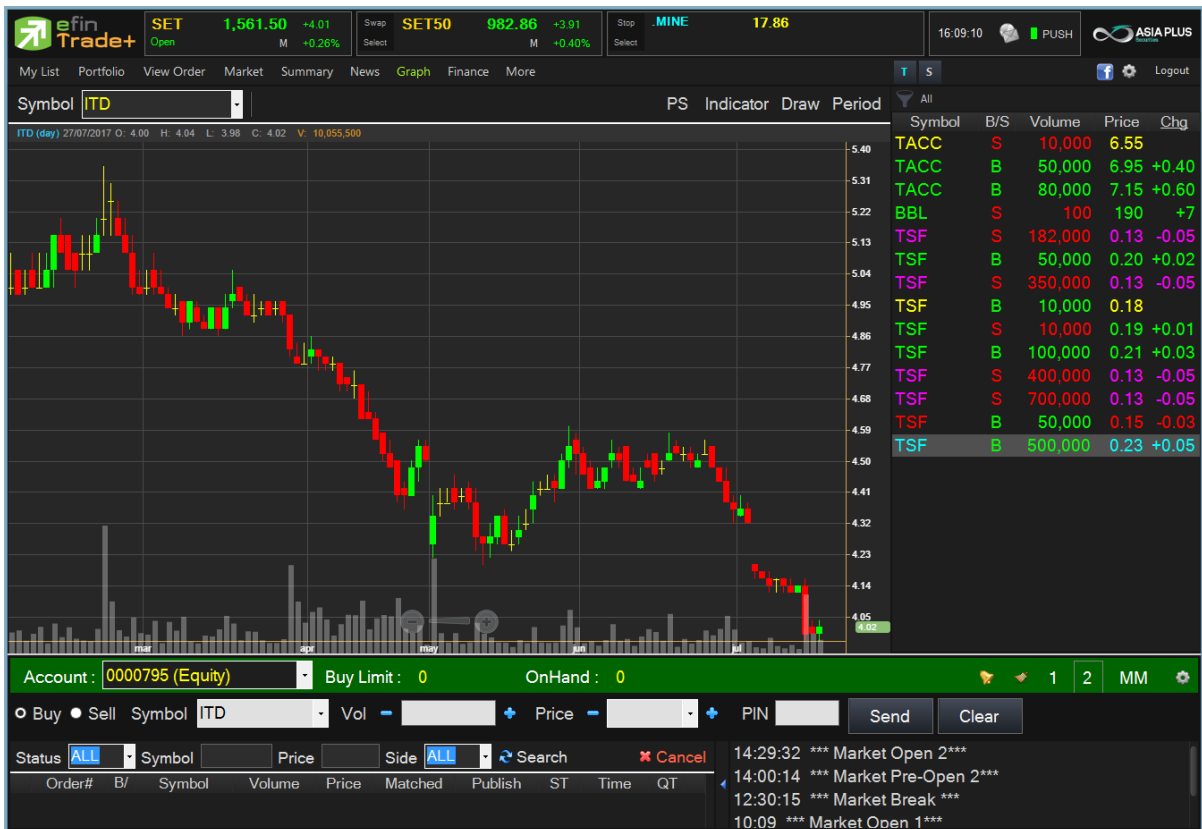 efin Trade+
SET 1,561.50 +4.01
Open M +0.26%
Swap SET50 982.86 +3.91
Select M +0.40%
Stop .MINE 17.86
Select
16:09:10 PUSH ASIA PLUS Securities
My List Portfolio View Order Market Summary News Graph Finance More
T S f Logout
Symbol ITD PS Indicator Draw Period
ITD (day) 27/07/2017 O: 4.00 H: 4.04 L: 3.98 C: 4.02 V: 10,055,500
5.40
5.31
5.22
5.13
5.04
4.95
4.86
4.77
4.68
4.59
4.50
4.41
4.32
4.23
4.14
4.05
4.02
mar apr may jun jul
All
Symbol B/S Volume Price Chg
TACC S 10,000 6.55
TACC B 50,000 6.95 +0.40
TACC B 80,000 7.15 +0.60
BBL S 100 190 +7
TSF S 182,000 0.13 -0.05
TSF B 50,000 0.20 +0.02
TSF S 350,000 0.13 -0.05
TSF B 10,000 0.18
TSF S 10,000 0.19 +0.01
TSF B 100,000 0.21 +0.03
TSF S 400,000 0.13 -0.05
TSF S 700,000 0.13 -0.05
TSF B 50,000 0.15 -0.03
TSF B 500,000 0.23 +0.05
Account : 0000795 (Equity) Buy Limit : 0 OnHand : 0 1 2 MM
Buy Sell Symbol ITD Vol Price PIN Send Clear
Status ALL Symbol Price Side ALL Search Cancel
Order# B/ Symbol Volume Price Matched Publish ST Time QT
14:29:32 *** Market Open 2***
14:00:14 *** Market Pre-Open 2***
12:30:15 *** Market Break ***
10:09 *** Market Open 1***